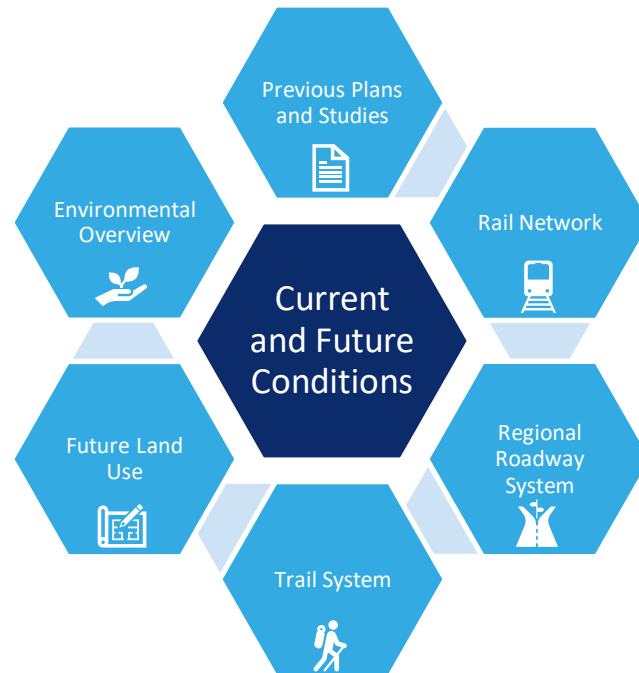 Previous Plans
and Studies
Rail Network
Regional
Roadway
System
Trail System
Future Land
Use
Environmental
Overview
Current
and Future
Conditions